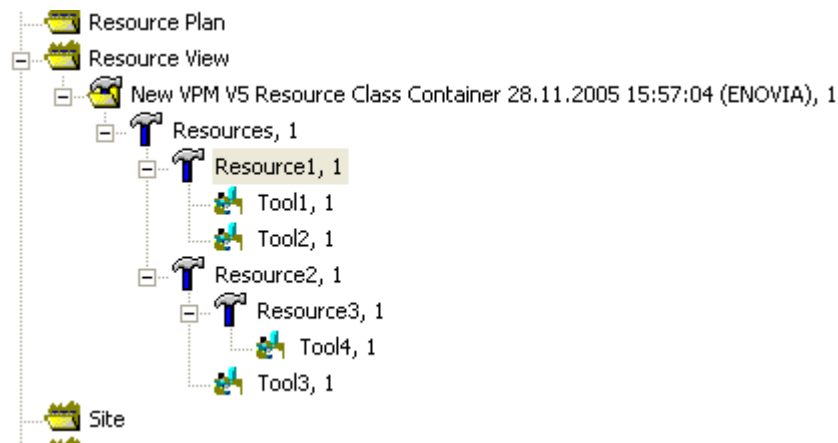 Resource Plan
Resource View
New VPM V5 Resource Class Container 28.11.2005 15:57:04 (ENOVIA), 1
Resources, 1
Resource1, 1
Tool1, 1
Tool2, 1
Resource2, 1
Resource3, 1
Tool4, 1
Tool3, 1
Site